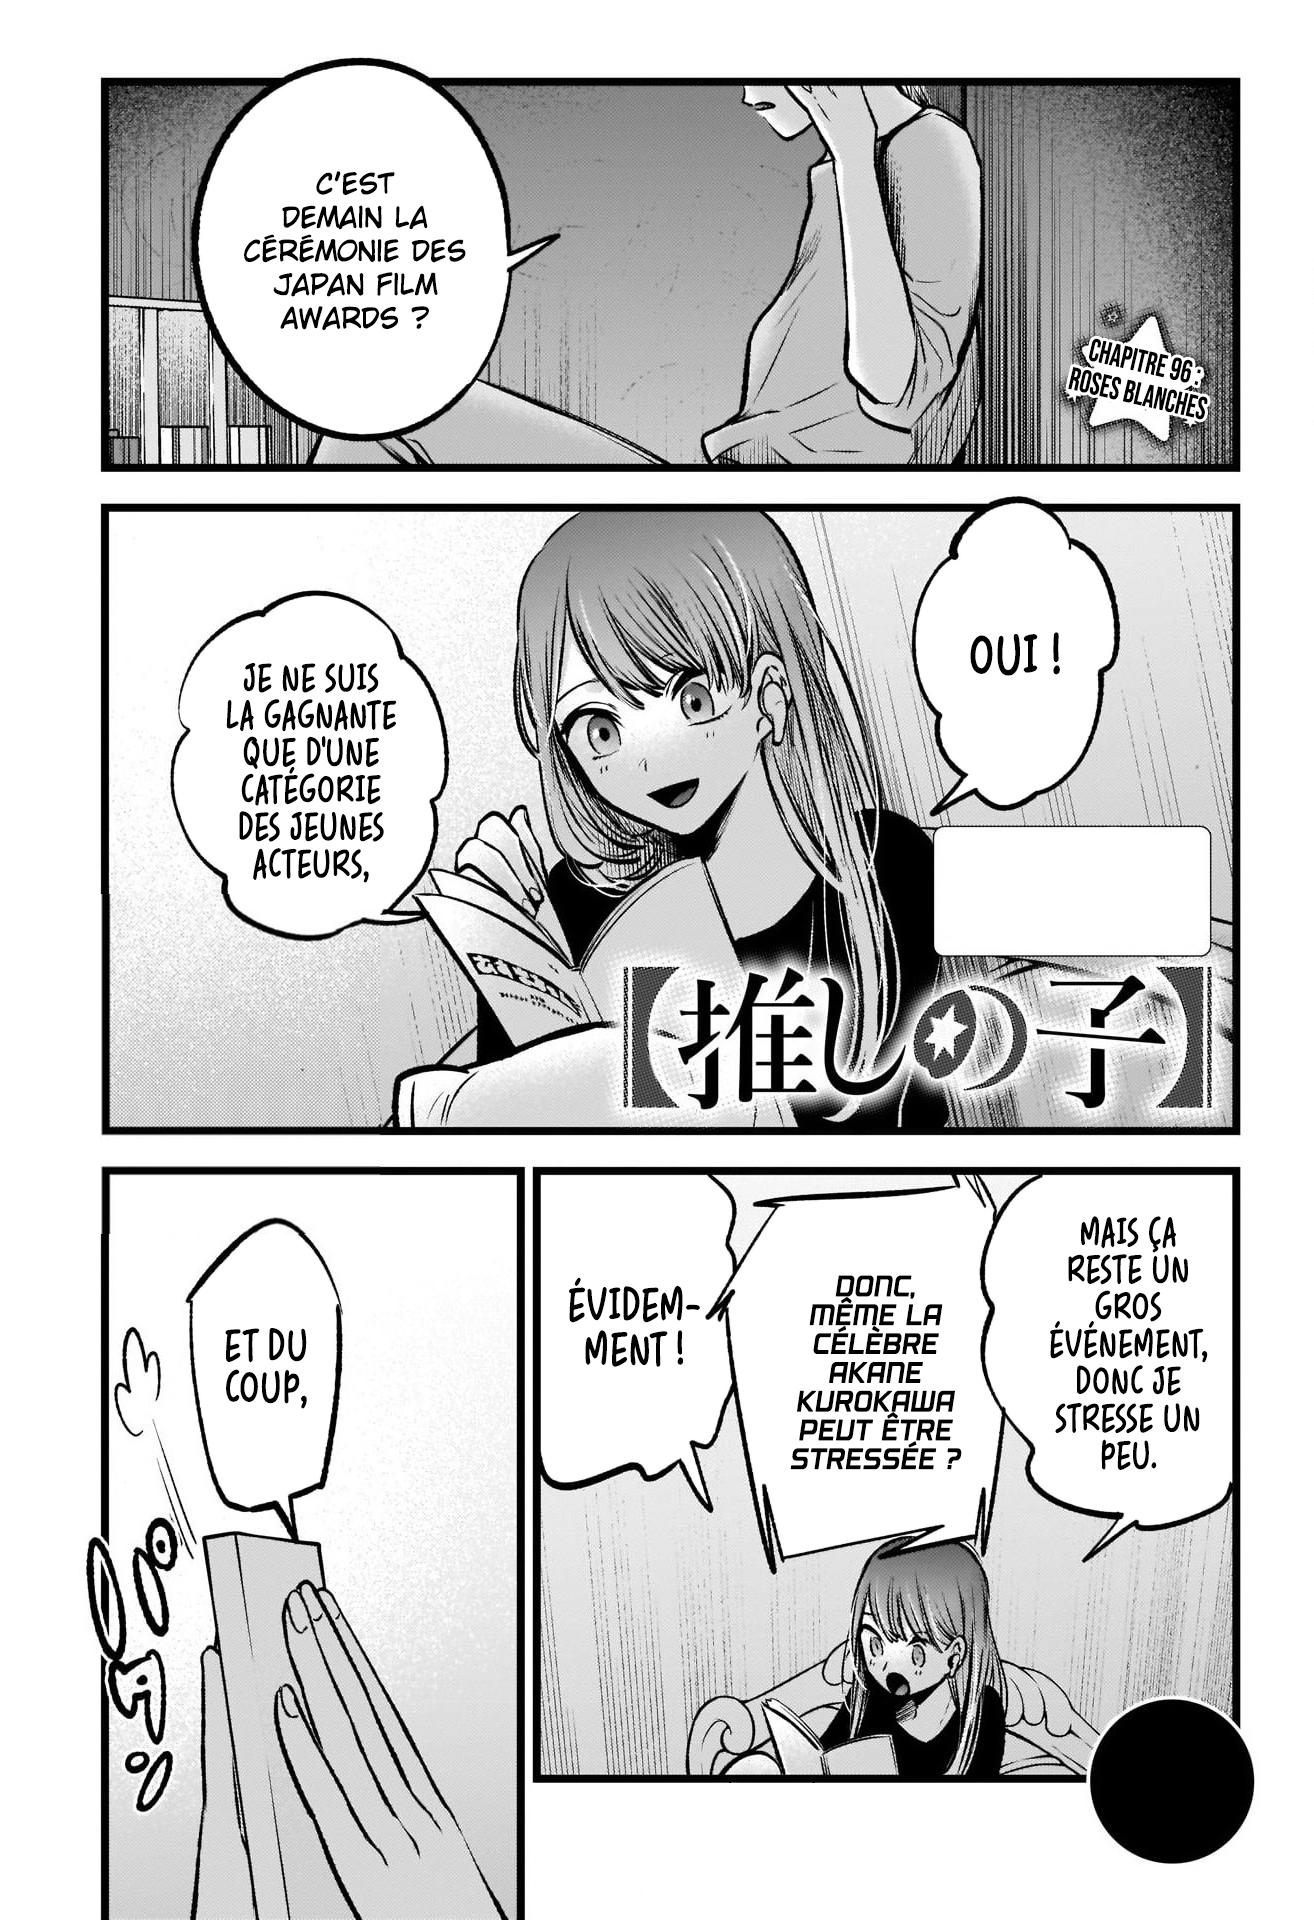 C'EST
DEMAIN LA
CÉRÉMONIE DES
JAPAN FILM
AWARDS ?
CHAPITRE 96 :
ROSES BLANCHES
OUI !
JE NE SUIS
LA GAGNANTE
QUE D'UNE
CATÉGORIE
DES JEUNES
ACTEURS,
【推しの子】
MAIS ÇA
RESTE UN
GROS
ÉVÉNEMENT,
DONC JE
STRESSE UN
PEU.
DONC,
MÊME LA
CÉLÈBRE
AKANE
KUROKAWA
PEUT ÊTRE
STRESSÉE ?
ÉVIDEM-
MENT !
ET DU
COUP,